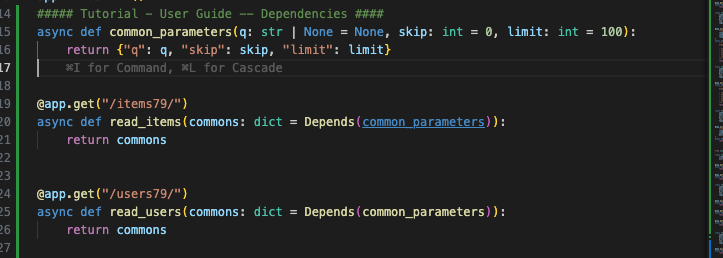 14 ##### Tutorial - User Guide -- Dependencies ####
15 async def common_parameters(q: str | None = None, skip: int = 0, limit: int = 100):
16     return {"q": q, "skip": skip, "limit": limit}
17     ⌘I for Command, ⌘L for Cascade
18
19 @app.get("/items79/")
20 async def read_items(commons: dict = Depends(common_parameters)):
21     return commons
22
23
24 @app.get("/users79/")
25 async def read_users(commons: dict = Depends(common_parameters)):
26     return commons
27